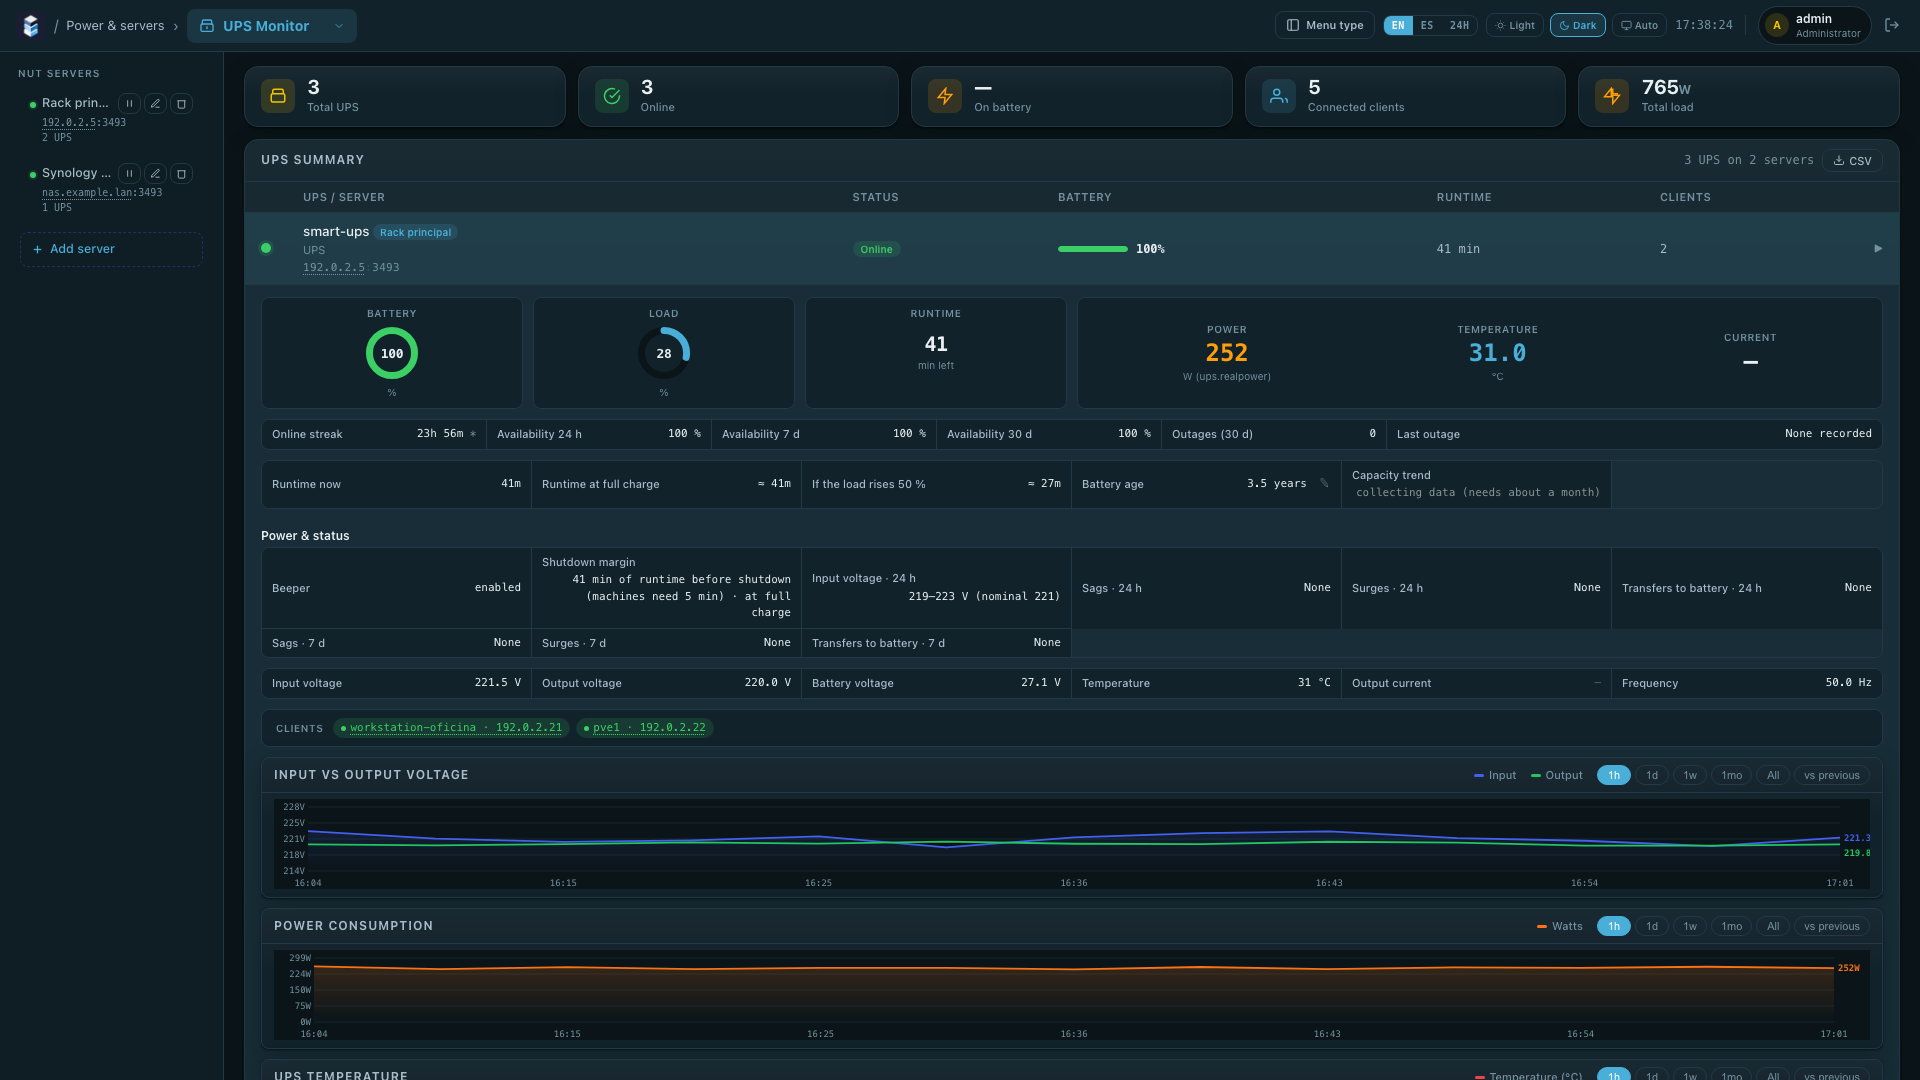 / Power & servers › UPS Monitor
Menu type EN ES 24H Light Dark Auto 17:38:24 A admin
Administrator
NUT SERVERS
Rack prin...
192.0.2.5:3493
2 UPS
Synology ...
nas.example.lan:3493
1 UPS
+ Add server
3
Total UPS
3
Online
—
On battery
5
Connected clients
765W
Total load
UPS SUMMARY 3 UPS on 2 servers CSV
UPS / SERVER STATUS BATTERY RUNTIME CLIENTS
smart-ups Rack principal
UPS
192.0.2.5:3493
Online 100% 41 min 2
BATTERY
100
%
LOAD
28
%
RUNTIME
41
min left
POWER
252
W (ups.realpower)
TEMPERATURE
31.0
°C
CURRENT
—
Online streak 23h 56m *
Availability 24 h 100 %
Availability 7 d 100 %
Availability 30 d 100 %
Outages (30 d) 0
Last outage None recorded
Runtime now 41m
Runtime at full charge ≈ 41m
If the load rises 50 % ≈ 27m
Battery age 3.5 years
Capacity trend
collecting data (needs about a month)
Power & status
Beeper enabled
Shutdown margin
41 min of runtime before shutdown
(machines need 5 min) · at full
charge
Input voltage · 24 h
219–223 V (nominal 221)
Sags · 24 h None
Surges · 24 h None
Transfers to battery · 24 h None
Sags · 7 d None
Surges · 7 d None
Transfers to battery · 7 d None
Input voltage 221.5 V
Output voltage 220.0 V
Battery voltage 27.1 V
Temperature 31 °C
Output current —
Frequency 50.0 Hz
CLIENTS workstation-oficina · 192.0.2.21 pve1 · 192.0.2.22
INPUT VS OUTPUT VOLTAGE Input Output 1h 1d 1w 1mo All vs previous
228V
225V
221V
218V
214V
221.3
219.8
16:04 16:15 16:25 16:36 16:43 16:54 17:01
POWER CONSUMPTION Watts 1h 1d 1w 1mo All vs previous
299W
224W
150W
75W
0W
252W
16:04 16:15 16:25 16:36 16:43 16:54 17:01
UPS TEMPERATURE Temperature (°C) 1h 1d 1w 1mo All vs previous